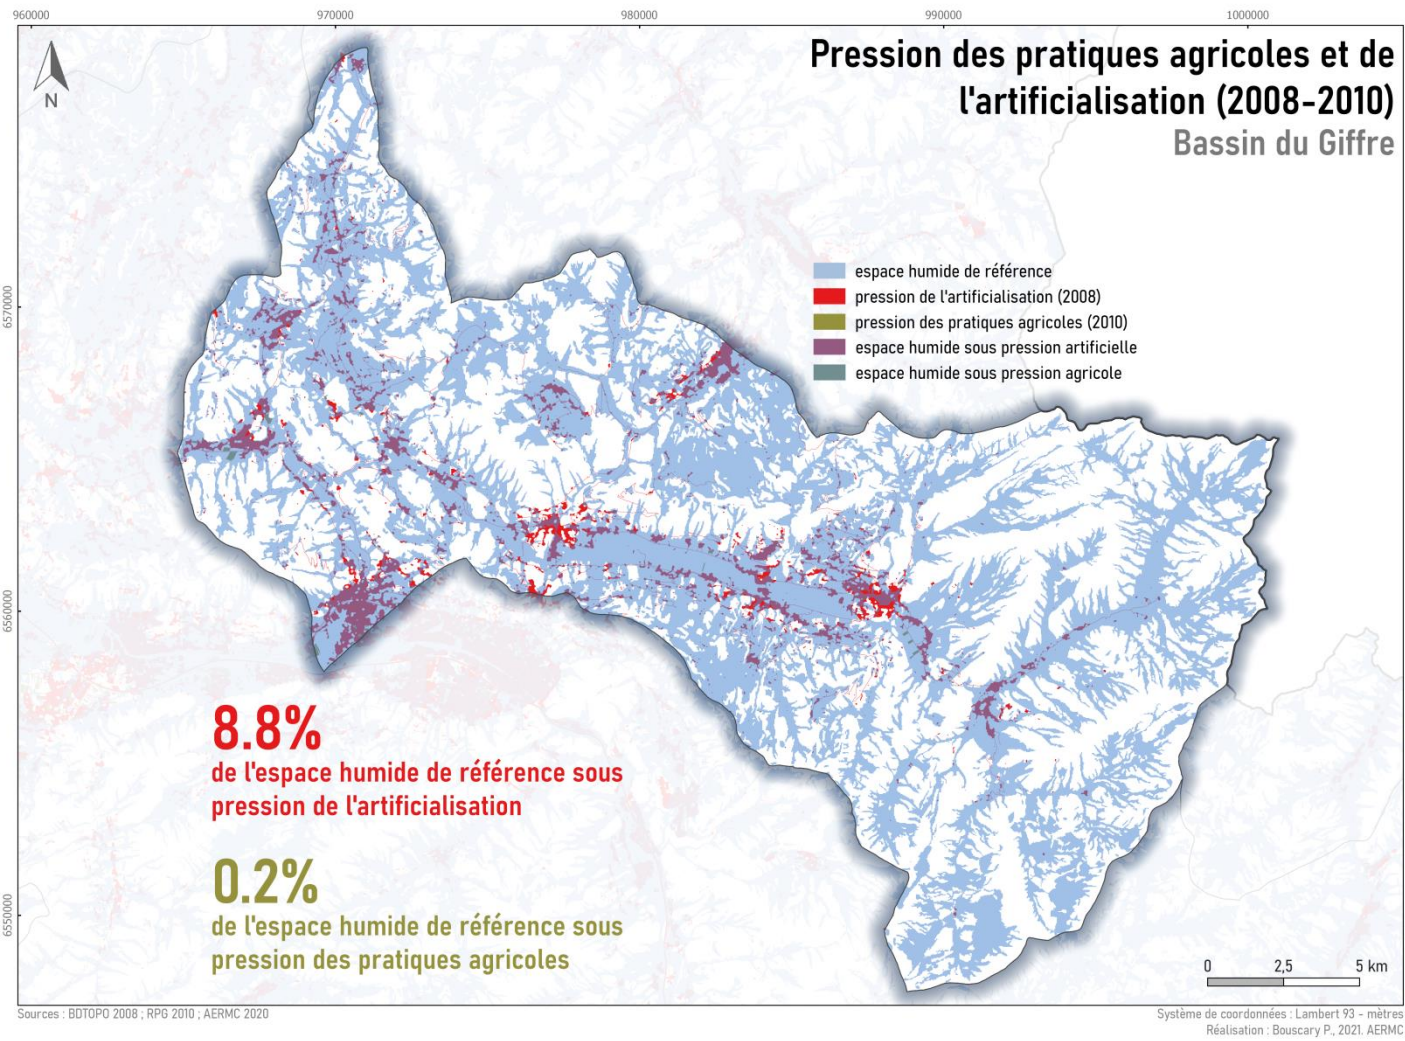 960000
970000
980000
990000
1000000
Pression des pratiques agricoles et de
l'artificialisation (2008-2010)
Bassin du Giffre
N
espace humide de référence
pression de l'artificialisation (2008)
pression des pratiques agricoles (2010)
espace humide sous pression artificielle
espace humide sous pression agricole
6570000
6560000
6550000
8.8%
de l'espace humide de référence sous
pression de l'artificialisation
0.2%
de l'espace humide de référence sous
pression des pratiques agricoles
0 2,5 5 km
Sources : BDTOPO 2008 ; RPG 2010 ; AERMC 2020
Système de coordonnées : Lambert 93 - mètres
Réalisation : Bouscary P., 2021. AERMC